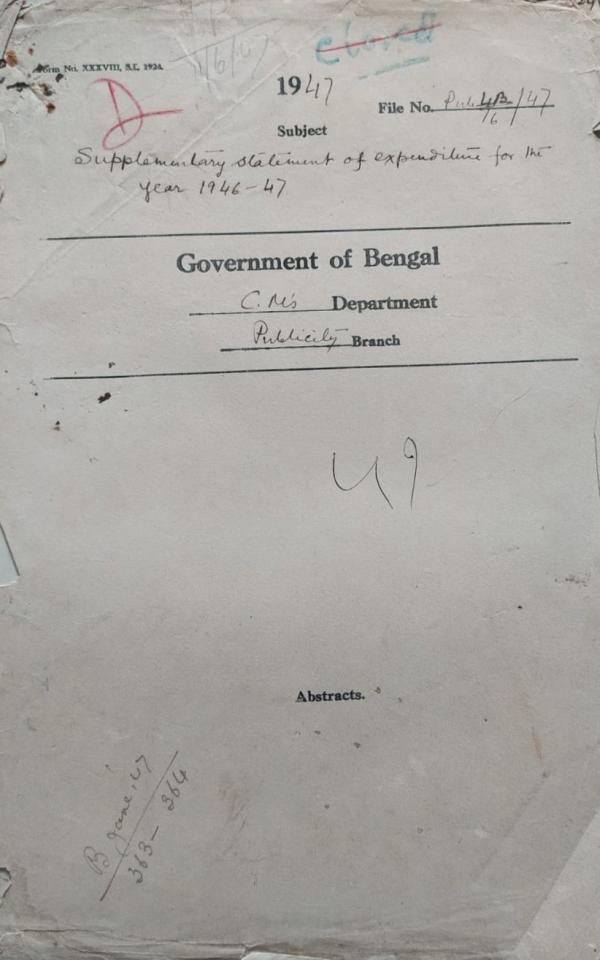 Closed
Form No. XXXVIII, S.L. 1924.
1947
D
File No. Pub. 4B/6/47
Subject
Supplementary statement of expenditure for the
year 1946-47
Government of Bengal
C.M's Department
Publicity Branch
49
Abstracts.
B June, 47
363 - 364